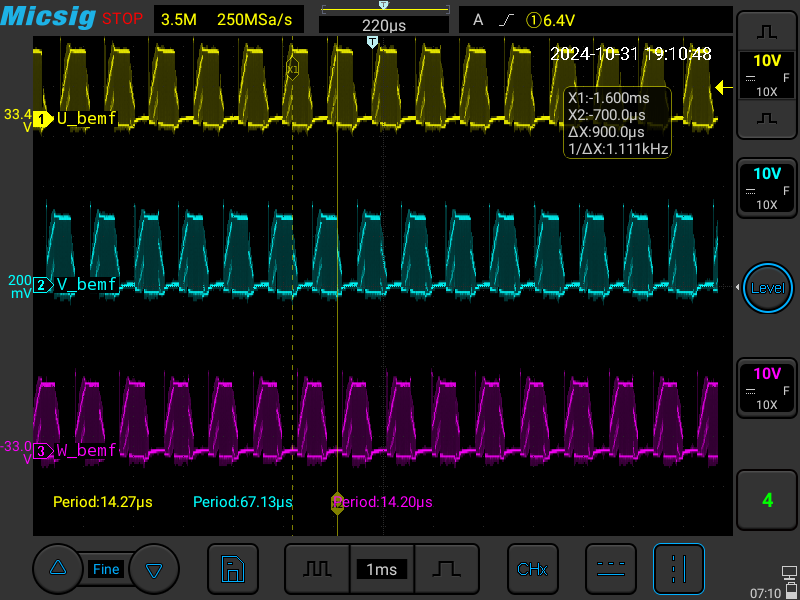 Micsig STOP 3.5M 250MSa/s 220µs A ①6.4V
T
T
2024-10-31 19:10:48
10V
F
10X
X1
X1:-1.600ms
X2:-700.0µs
ΔX:900.0µs
1/ΔX:1.111kHz
33.4
V
1 U_bemf
10V
F
10X
200
mV
2 V_bemf
Level
10V
F
10X
-33.0
V
3 W_bemf
Period:14.27µs Period:67.13µs Period:14.20µs
4
Fine 1ms CHx
07:10